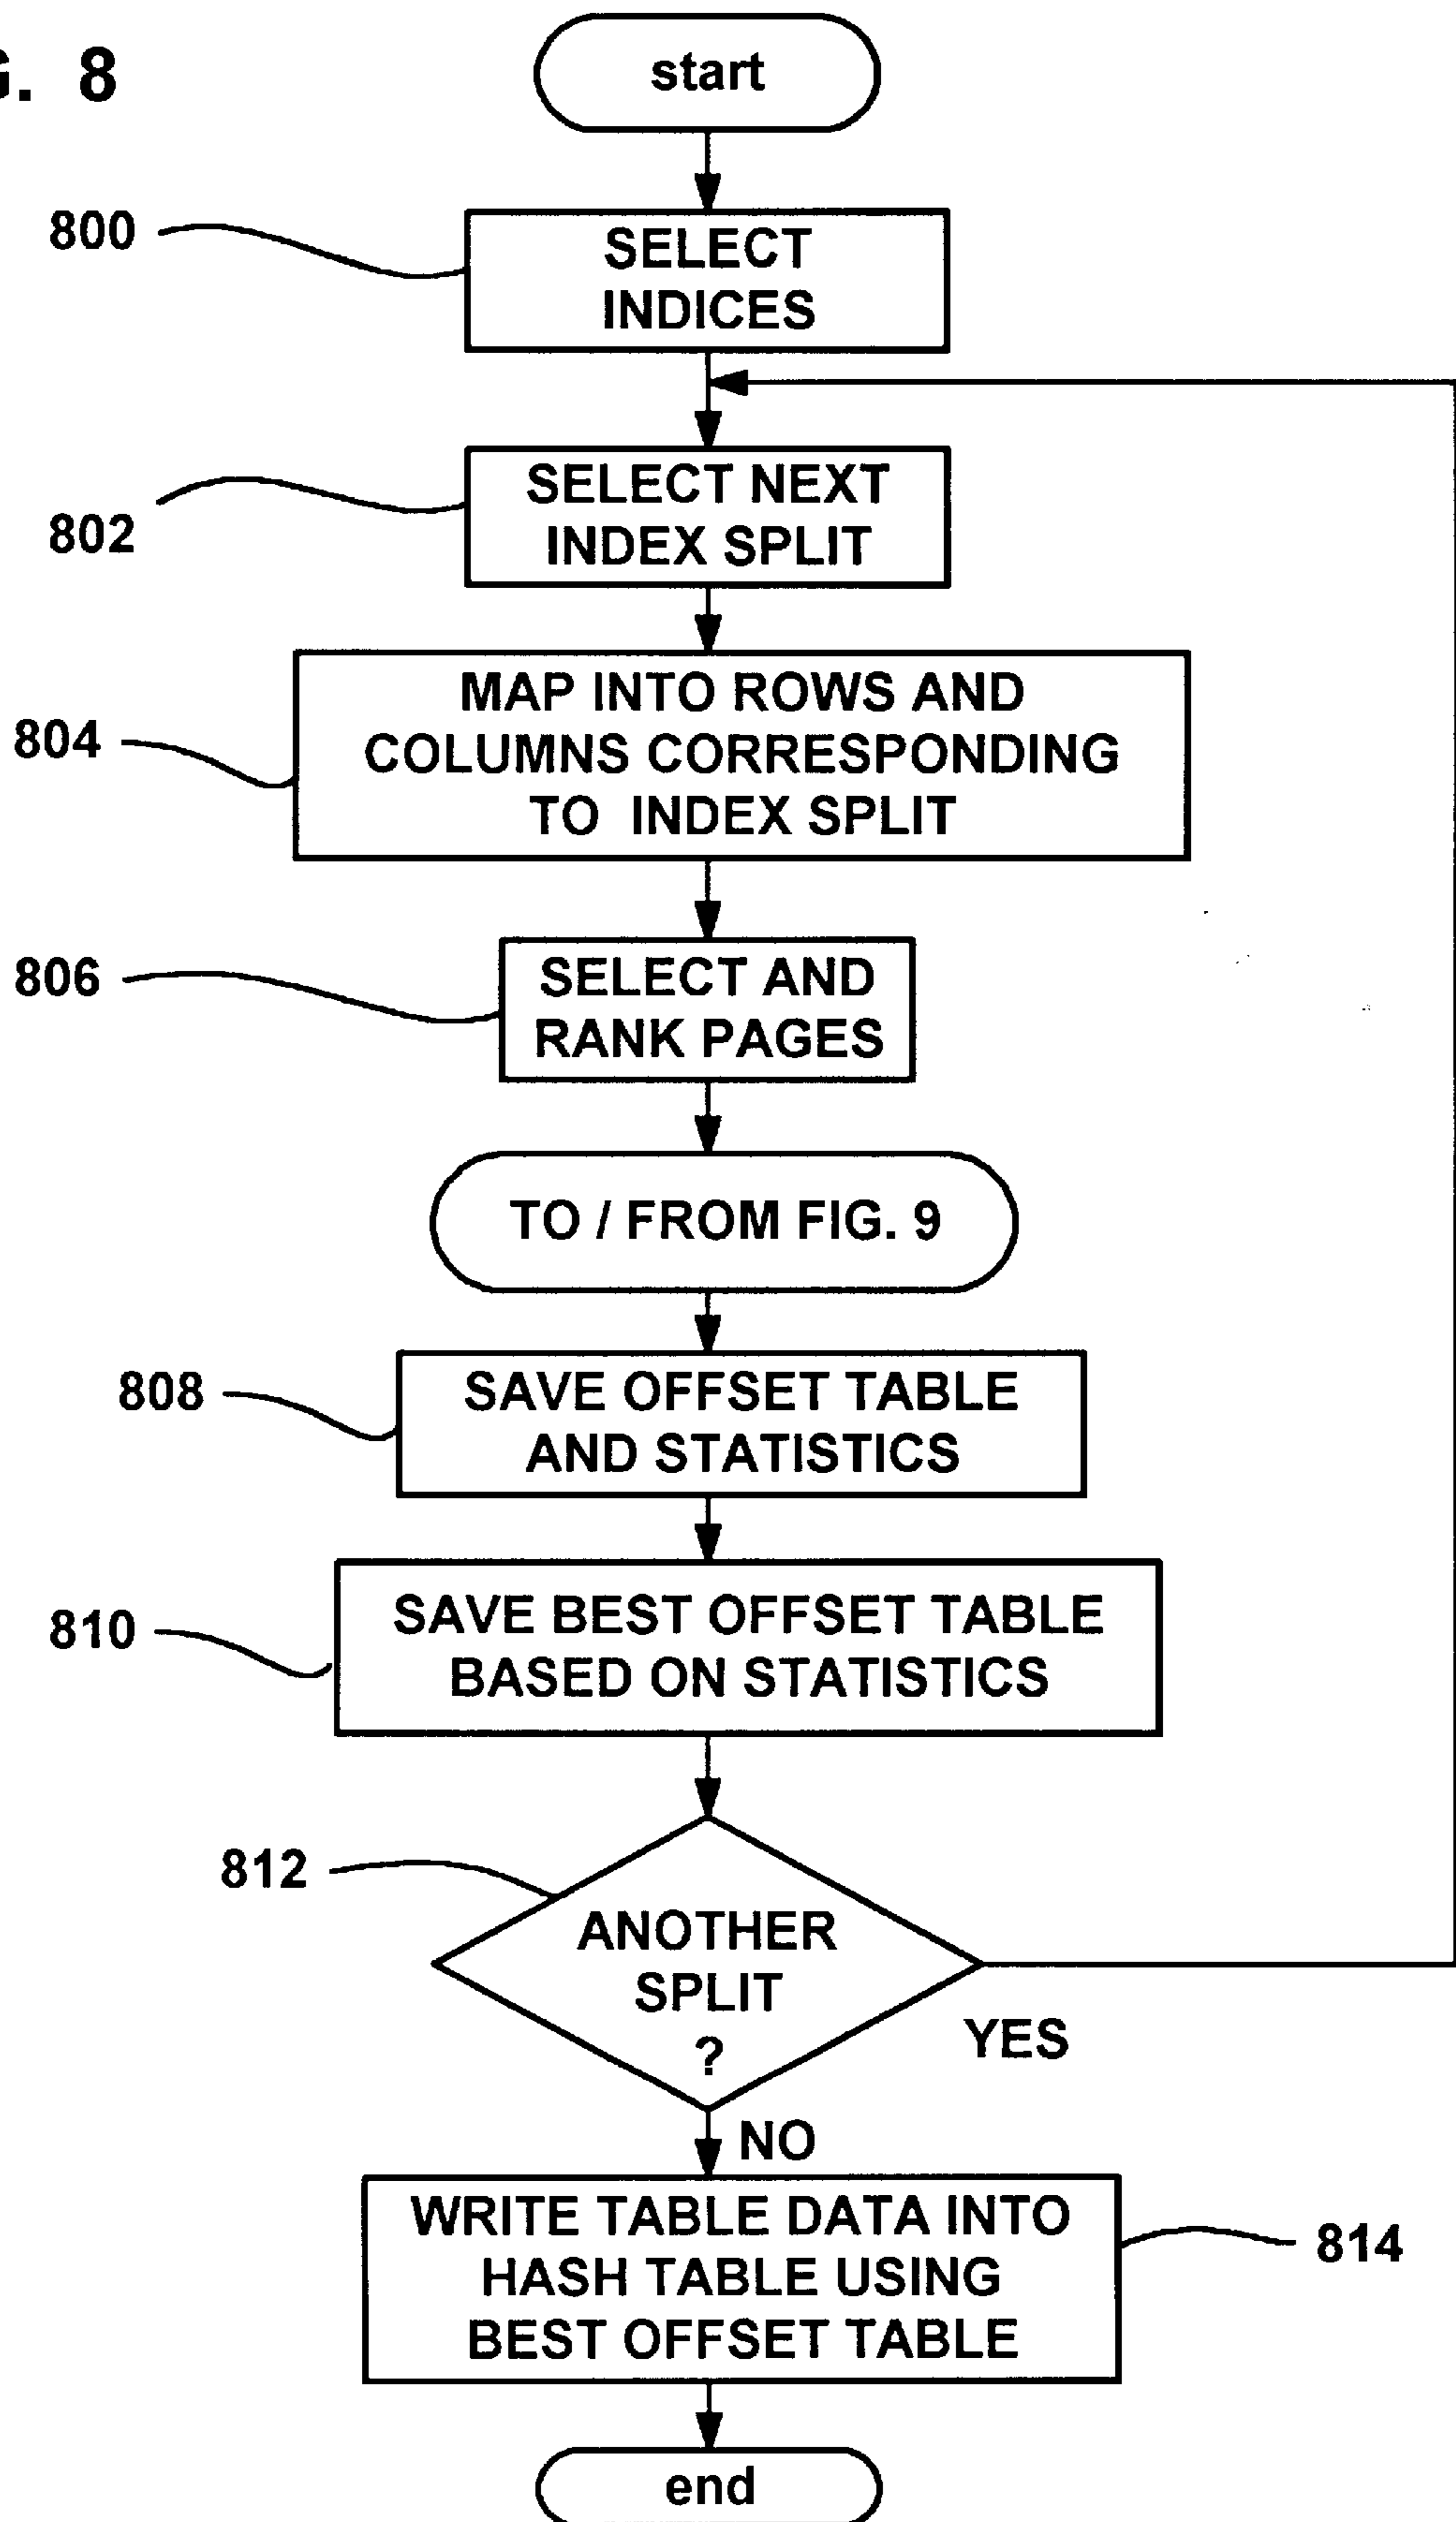 G. 8
start
800
SELECT
INDICES
802
SELECT NEXT
INDEX SPLIT
804
MAP INTO ROWS AND
COLUMNS CORRESPONDING
TO INDEX SPLIT
806
SELECT AND
RANK PAGES
TO / FROM FIG. 9
808
SAVE OFFSET TABLE
AND STATISTICS
810
SAVE BEST OFFSET TABLE
BASED ON STATISTICS
812
ANOTHER
SPLIT
?
YES
NO
WRITE TABLE DATA INTO
HASH TABLE USING
BEST OFFSET TABLE
814
end